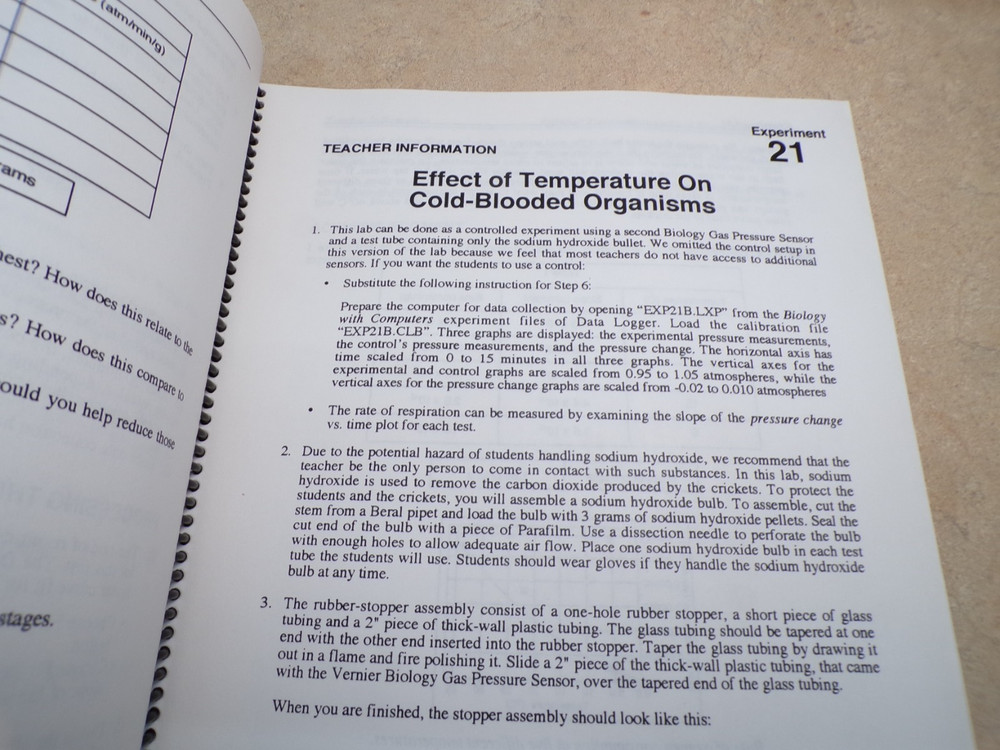 (atm/min/g)
ams
est? How does this relate to the
s? How does this compare to
ould you help reduce those
stages.
Experiment
21
TEACHER INFORMATION
Effect of Temperature On
Cold-Blooded Organisms
1. This lab can be done as a controlled experiment using a second Biology Gas Pressure Sensor
and a test tube containing only the sodium hydroxide bullet. We omitted the control setup in
this version of the lab because we feel that most teachers do not have access to additional
sensors. If you want the students to use a control:
• Substitute the following instruction for Step 6:
Prepare the computer for data collection by opening “EXP21B.LXP” from the Biology
with Computers experiment files of Data Logger. Load the calibration file
“EXP21B.CLB”. Three graphs are displayed: the experimental pressure measurements,
the control's pressure measurements, and the pressure change. The horizontal axis has
time scaled from 0 to 15 minutes in all three graphs. The vertical axes for the
experimental and control graphs are scaled from 0.95 to 1.05 atmospheres, while the
vertical axes for the pressure change graphs are scaled from -0.02 to 0.010 atmospheres
• The rate of respiration can be measured by examining the slope of the pressure change
vs. time plot for each test.
2. Due to the potential hazard of students handling sodium hydroxide, we recommend that the
teacher be the only person to come in contact with such substances. In this lab, sodium
hydroxide is used to remove the carbon dioxide produced by the crickets. To protect the
students and the crickets, you will assemble a sodium hydroxide bulb. To assemble, cut the
stem from a Beral pipet and load the bulb with 3 grams of sodium hydroxide pellets. Seal the
cut end of the bulb with a piece of Parafilm. Use a dissection needle to perforate the bulb
with enough holes to allow adequate air flow. Place one sodium hydroxide bulb in each test
tube the students will use. Students should wear gloves if they handle the sodium hydroxide
bulb at any time.
3. The rubber-stopper assembly consist of a one-hole rubber stopper, a short piece of glass
tubing and a 2" piece of thick-wall plastic tubing. The glass tubing should be tapered at one
end with the other end inserted into the rubber stopper. Taper the glass tubing by drawing it
out in a flame and fire polishing it. Slide a 2" piece of the thick-wall plastic tubing, that came
with the Vernier Biology Gas Pressure Sensor, over the tapered end of the glass tubing.
When you are finished, the stopper assembly should look like this: